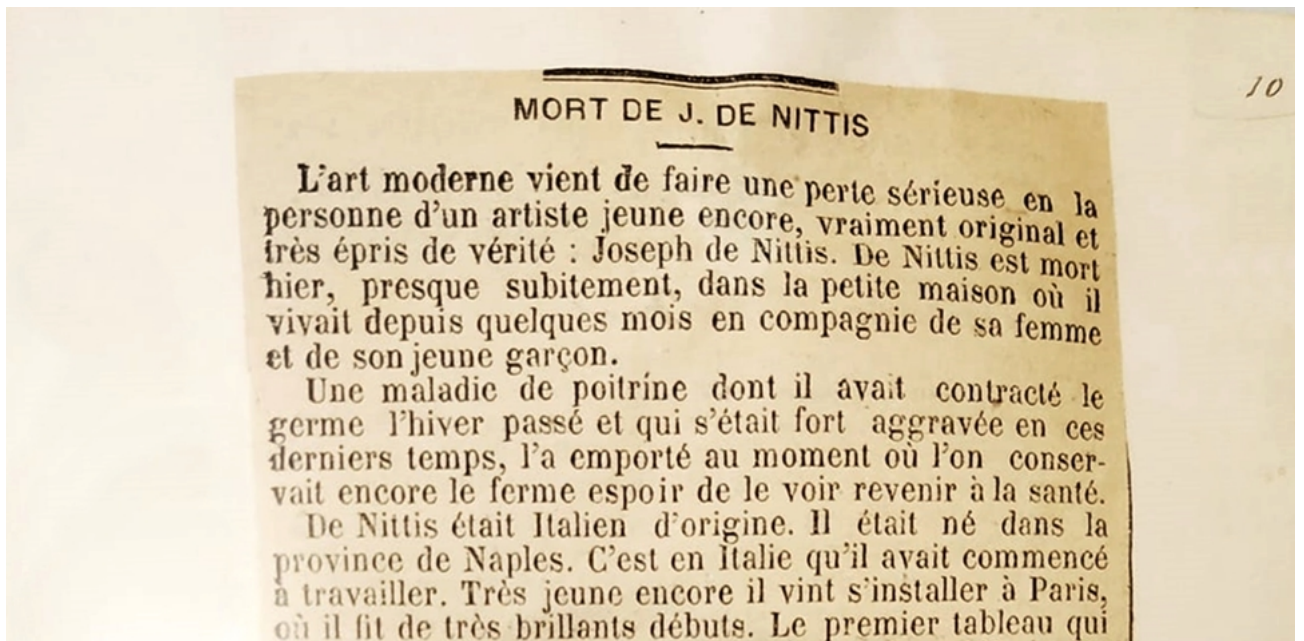 10
MORT DE J. DE NITTIS
L'art moderne vient de faire une perte sérieuse en la
personne d'un artiste jeune encore, vraiment original et
très épris de vérité : Joseph de Nittis. De Nittis est mort
hier, presque subitement, dans la petite maison où il
vivait depuis quelques mois en compagnie de sa femme
et de son jeune garçon.
Une maladie de poitrine dont il avait contracté le
germe l'hiver passé et qui s'était fort aggravée en ces
derniers temps, l'a emporté au moment où l'on conser-
vait encore le ferme espoir de le voir revenir à la santé.
De Nittis était Italien d'origine. Il était né dans la
province de Naples. C'est en Italie qu'il avait commencé
à travailler. Très jeune encore il vint s'installer à Paris,
où il fit de très brillants débuts. Le premier tableau qui